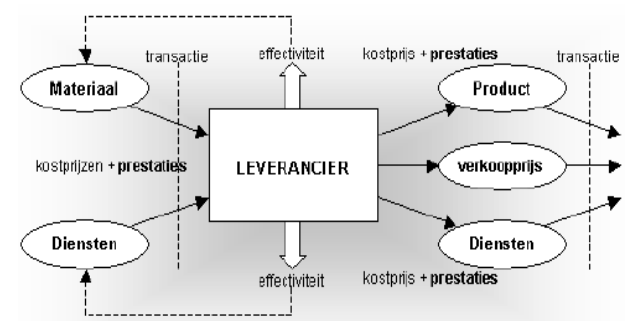 transactie
effectiviteit
kostprijs + prestaties
transactie
Materiaal
Product
kostprijzen + prestaties
LEVERANCIER
verkoopprijs
Diensten
Diensten
effectiviteit
kostprijs + prestaties